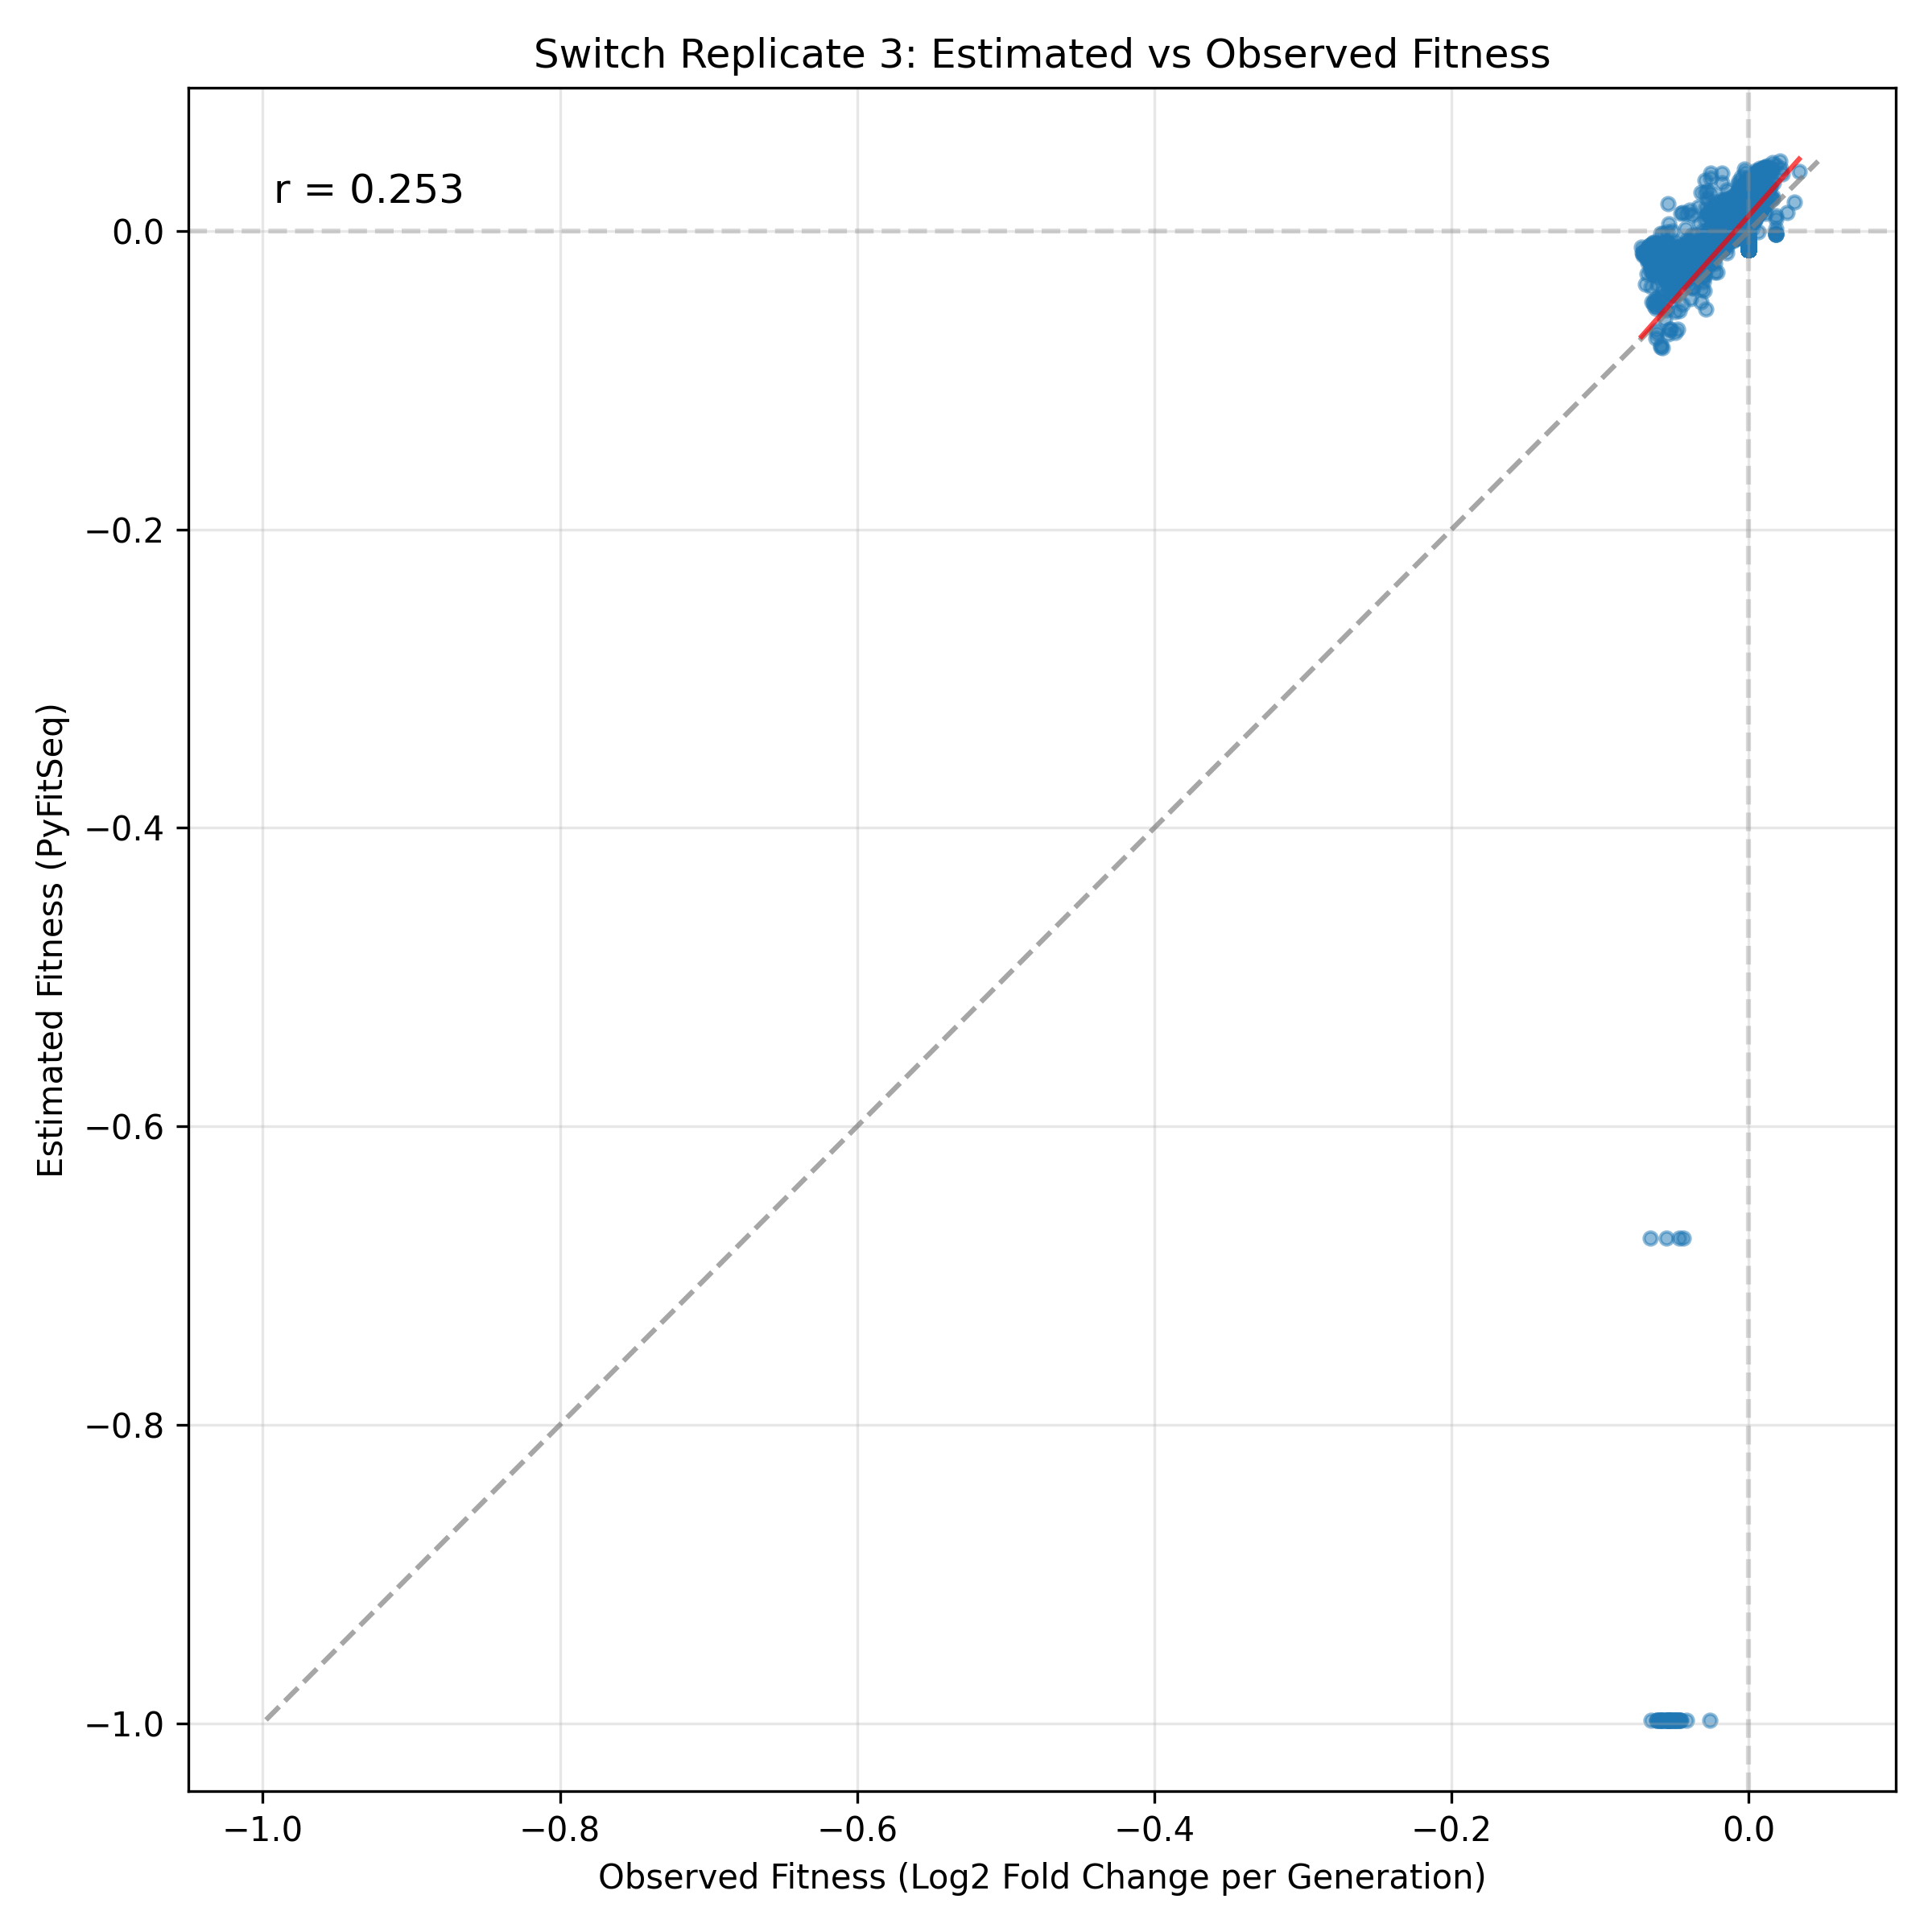 Switch Replicate 3: Estimated vs Observed Fitness
r = 0.253
0.0
−0.2
−0.4
−0.6
−0.8
−1.0
Estimated Fitness (PyFitSeq)
−1.0 −0.8 −0.6 −0.4 −0.2 0.0
Observed Fitness (Log2 Fold Change per Generation)